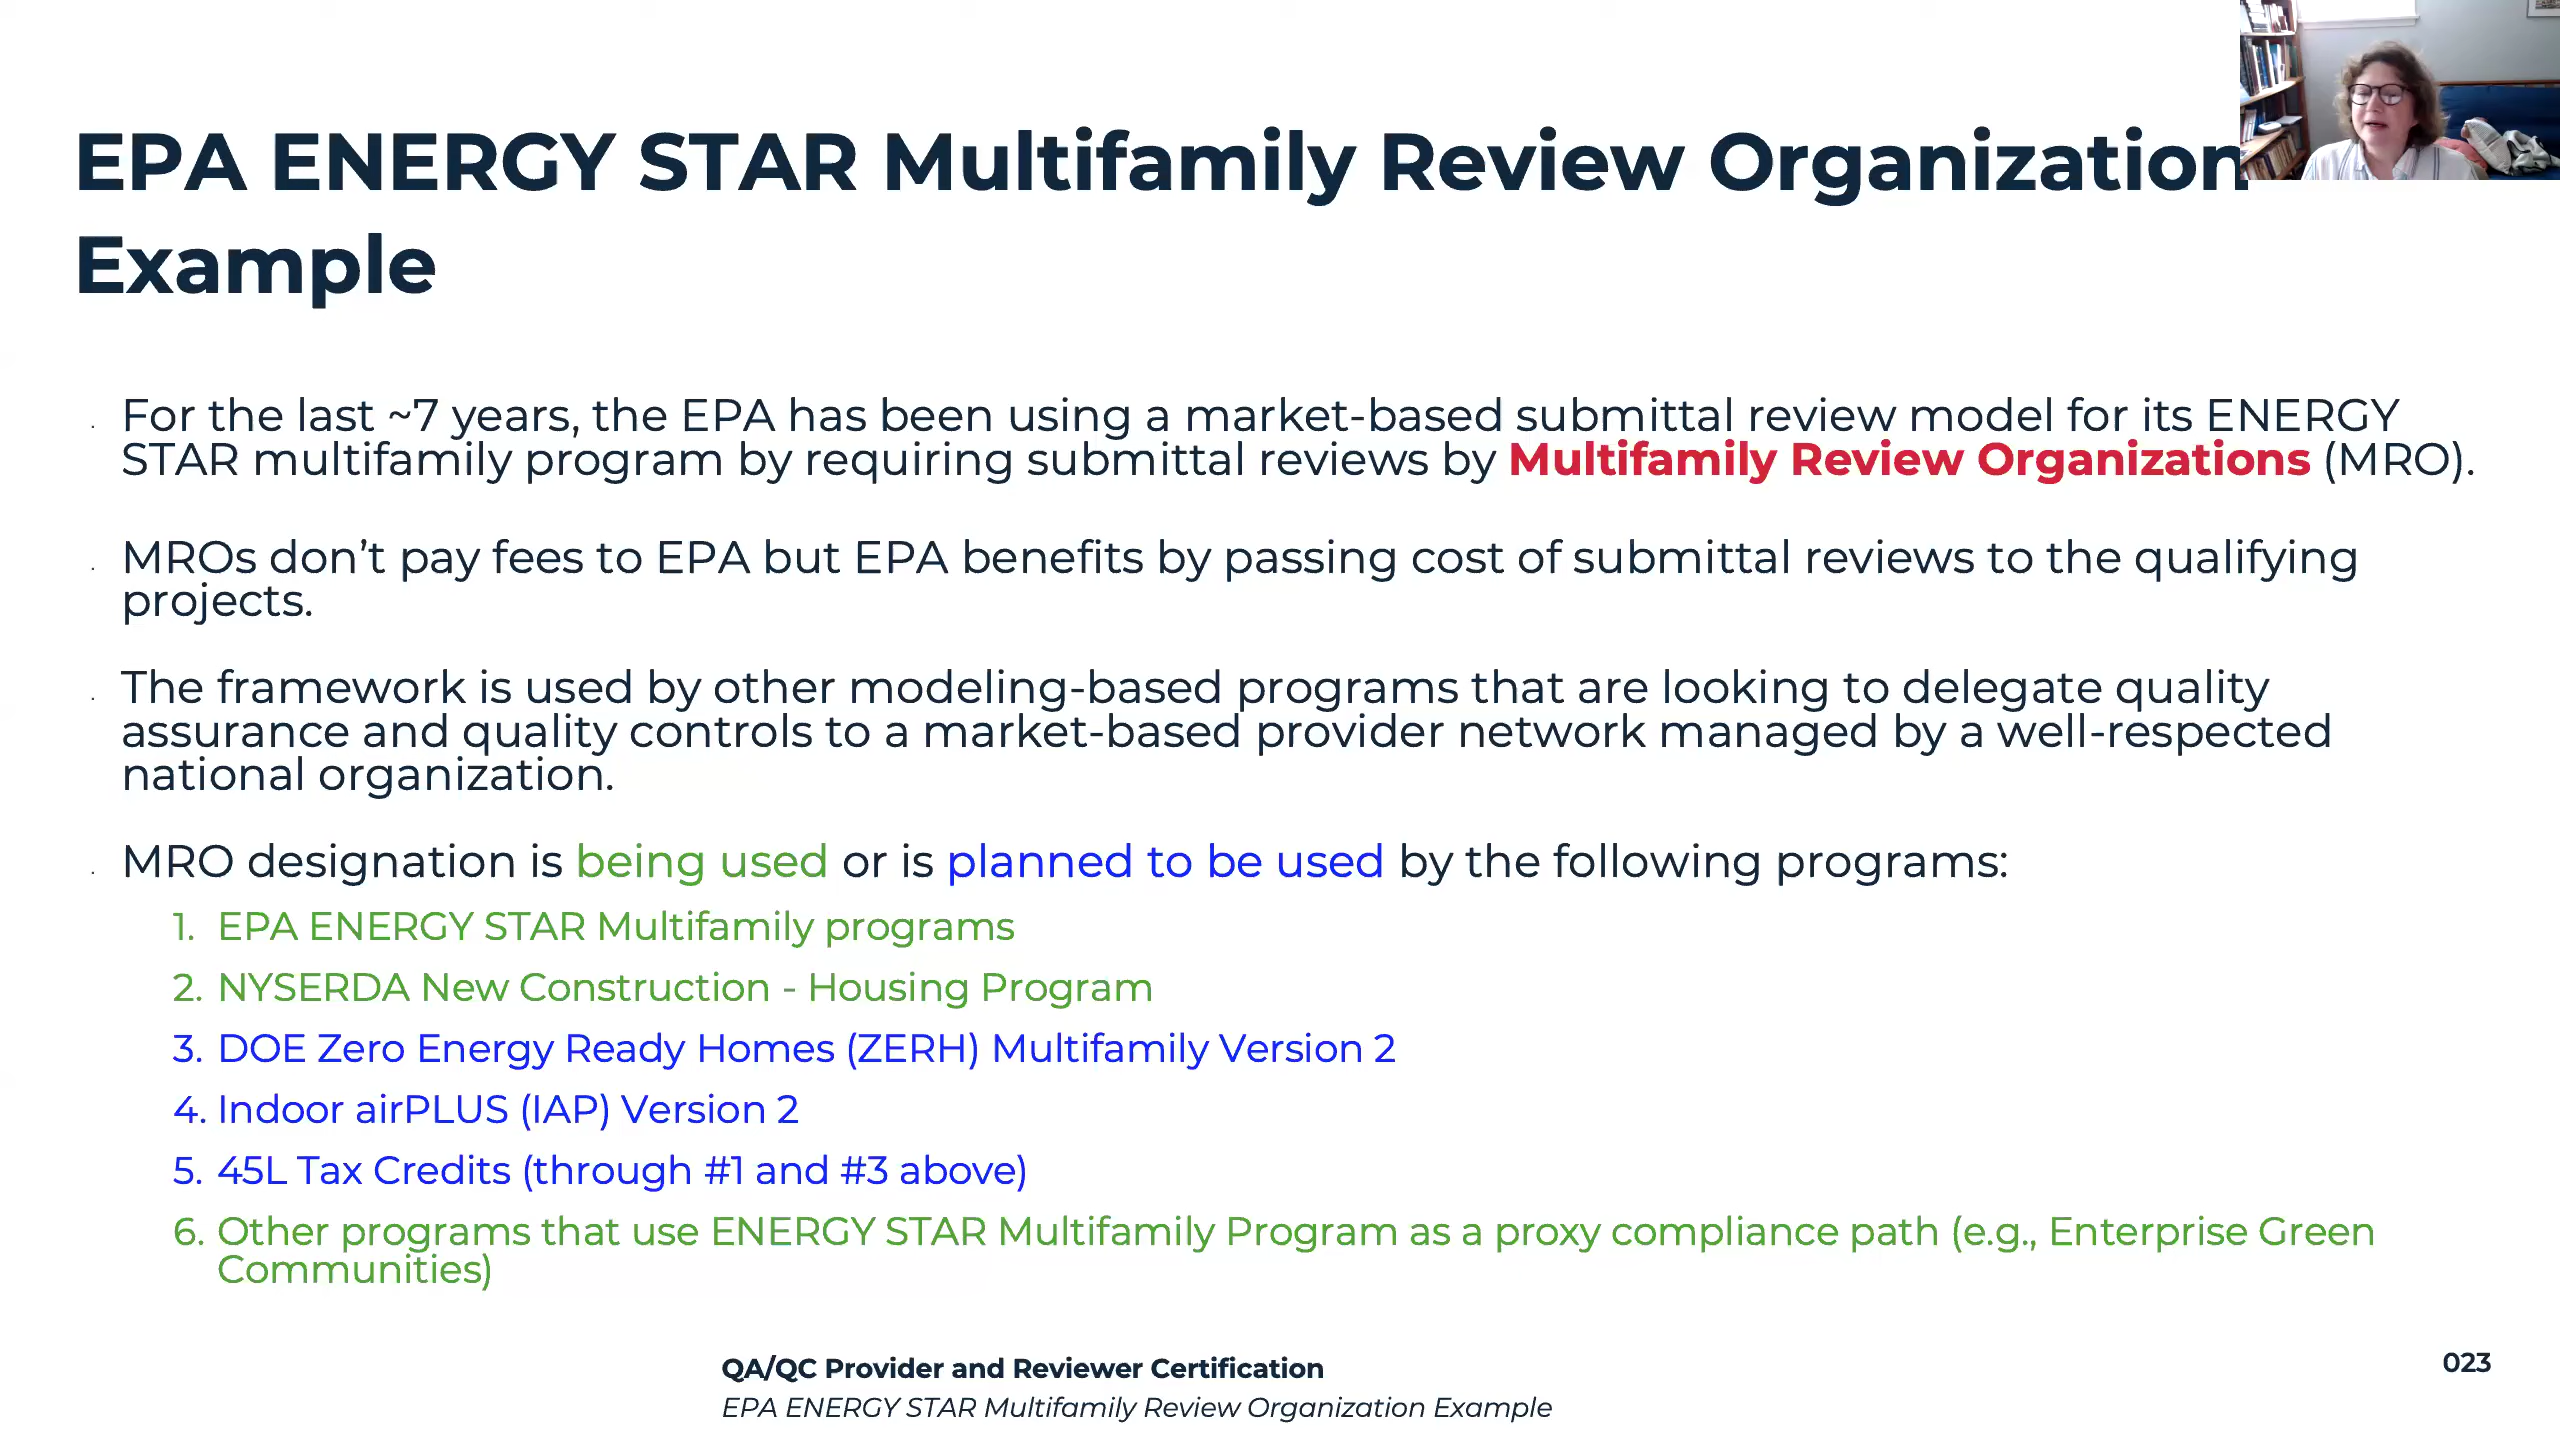 EPA ENERGY STAR Multifamily Review Organization
Example
For the last ~7 years, the EPA has been using a market-based submittal review model for its ENERGY
STAR multifamily program by requiring submittal reviews by Multifamily Review Organizations (MRO).
MROs don’t pay fees to EPA but EPA benefits by passing cost of submittal reviews to the qualifying
projects.
The framework is used by other modeling-based programs that are looking to delegate quality
assurance and quality controls to a market-based provider network managed by a well-respected
national organization.
MRO designation is being used or is planned to be used by the following programs:
1. EPA ENERGY STAR Multifamily programs
2. NYSERDA New Construction - Housing Program
3. DOE Zero Energy Ready Homes (ZERH) Multifamily Version 2
4. Indoor airPLUS (IAP) Version 2
5. 45L Tax Credits (through #1 and #3 above)
6. Other programs that use ENERGY STAR Multifamily Program as a proxy compliance path (e.g., Enterprise Green
Communities)
QA/QC Provider and Reviewer Certification
EPA ENERGY STAR Multifamily Review Organization Example
023